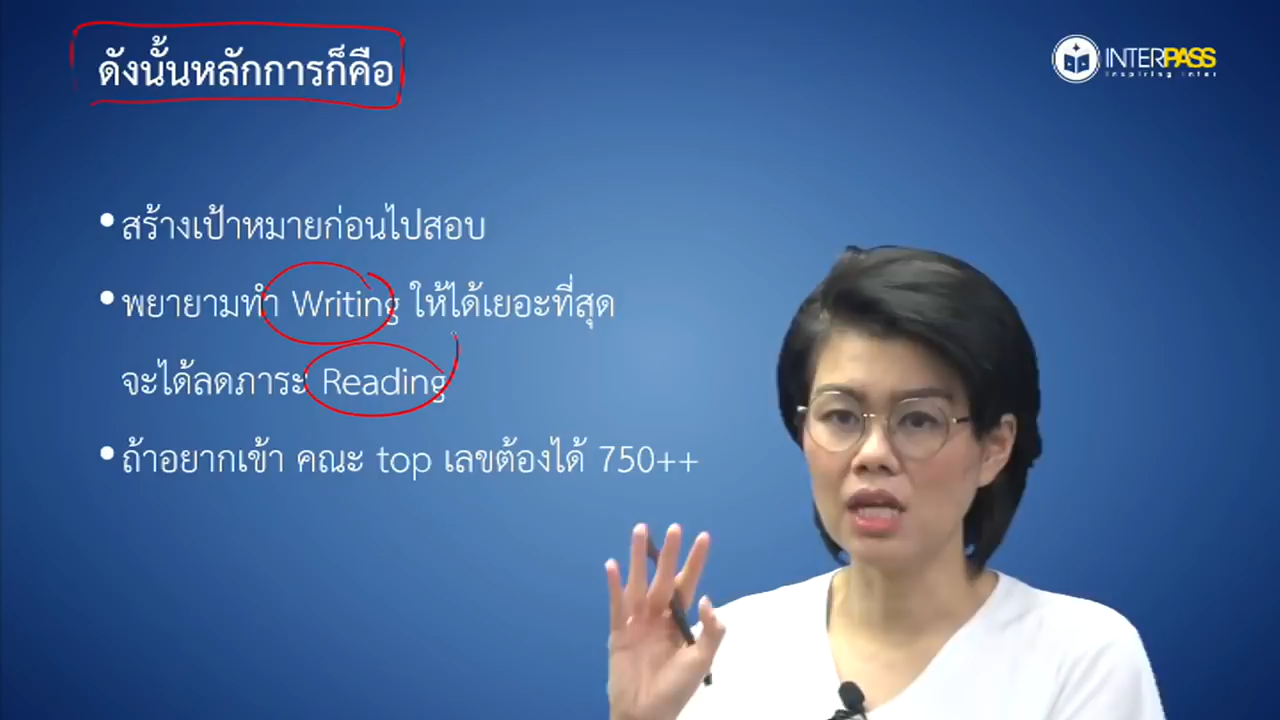 ดังนั้นหลักการก็คือ
INTERPASS
Inspiring Inter
•สร้างเป้าหมายก่อนไปสอบ
•พยายามทำ Writing ให้ได้เยอะที่สุด
จะได้ลดภาระ Reading
•ถ้าอยากเข้า คณะ top เลขต้องได้ 750++